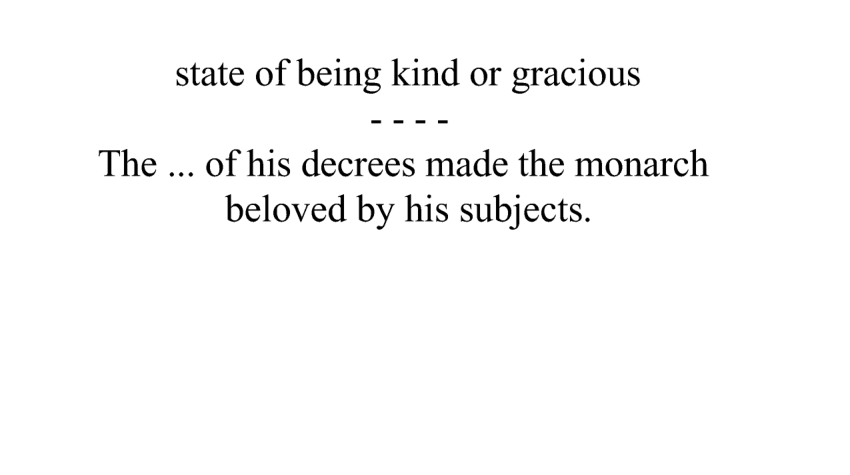 state of being kind or gracious
- - - -
The ... of his decrees made the monarch
beloved by his subjects.